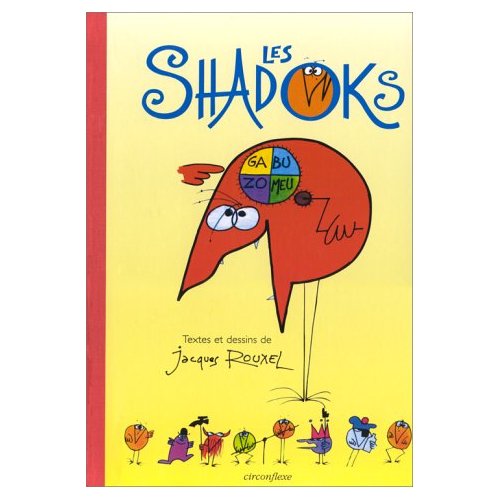 LES
SHADOKS
GA BU
ZO MEU
Textes et dessins de
Jacques ROUXEL
circonflexe